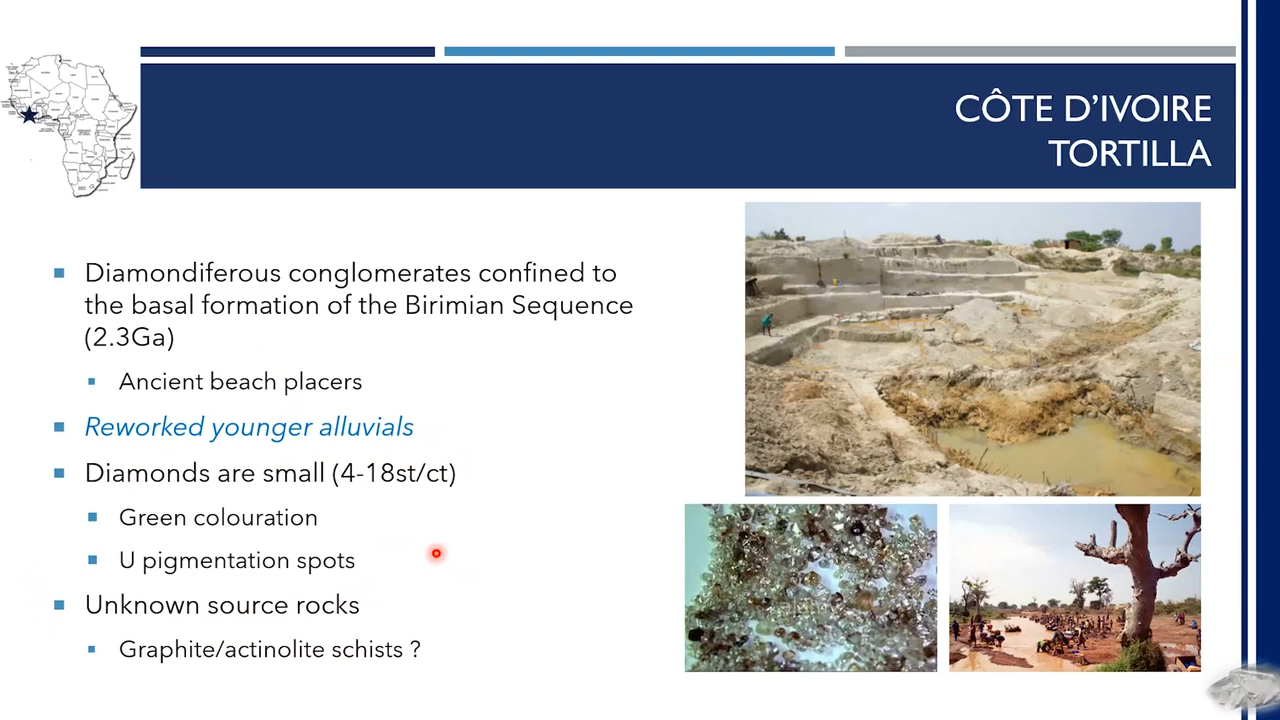 CÔTE D'IVOIRE
TORTILLA
Diamondiferous conglomerates confined to
the basal formation of the Birimian Sequence
(2.3Ga)
Ancient beach placers
Reworked younger alluvials
Diamonds are small (4-18st/ct)
Green colouration
U pigmentation spots
Unknown source rocks
Graphite/actinolite schists ?